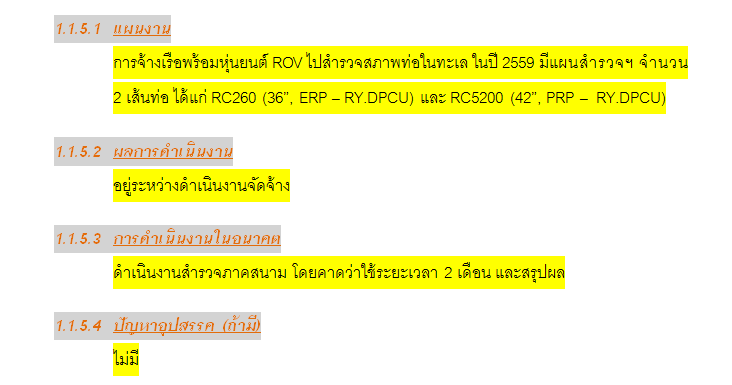 1.1.5.1 แผนงาน
การจ้างเรือพร้อมหุ่นยนต์ ROV ไปสำรวจสภาพท่อในทะเล ในปี 2559 มีแผนสำรวจฯ จำนวน
2 เส้นท่อ ได้แก่ RC260 (36”, ERP – RY.DPCU) และ RC5200 (42”, PRP – RY.DPCU)
1.1.5.2 ผลการดำเนินงาน
อยู่ระหว่างดำเนินงานจัดจ้าง
1.1.5.3 การดำเนินงานในอนาคต
ดำเนินงานสำรวจภาคสนาม โดยคาดว่าใช้ระยะเวลา 2 เดือน และสรุปผล
1.1.5.4 ปัญหาอุปสรรค (ถ้ามี)
ไม่มี